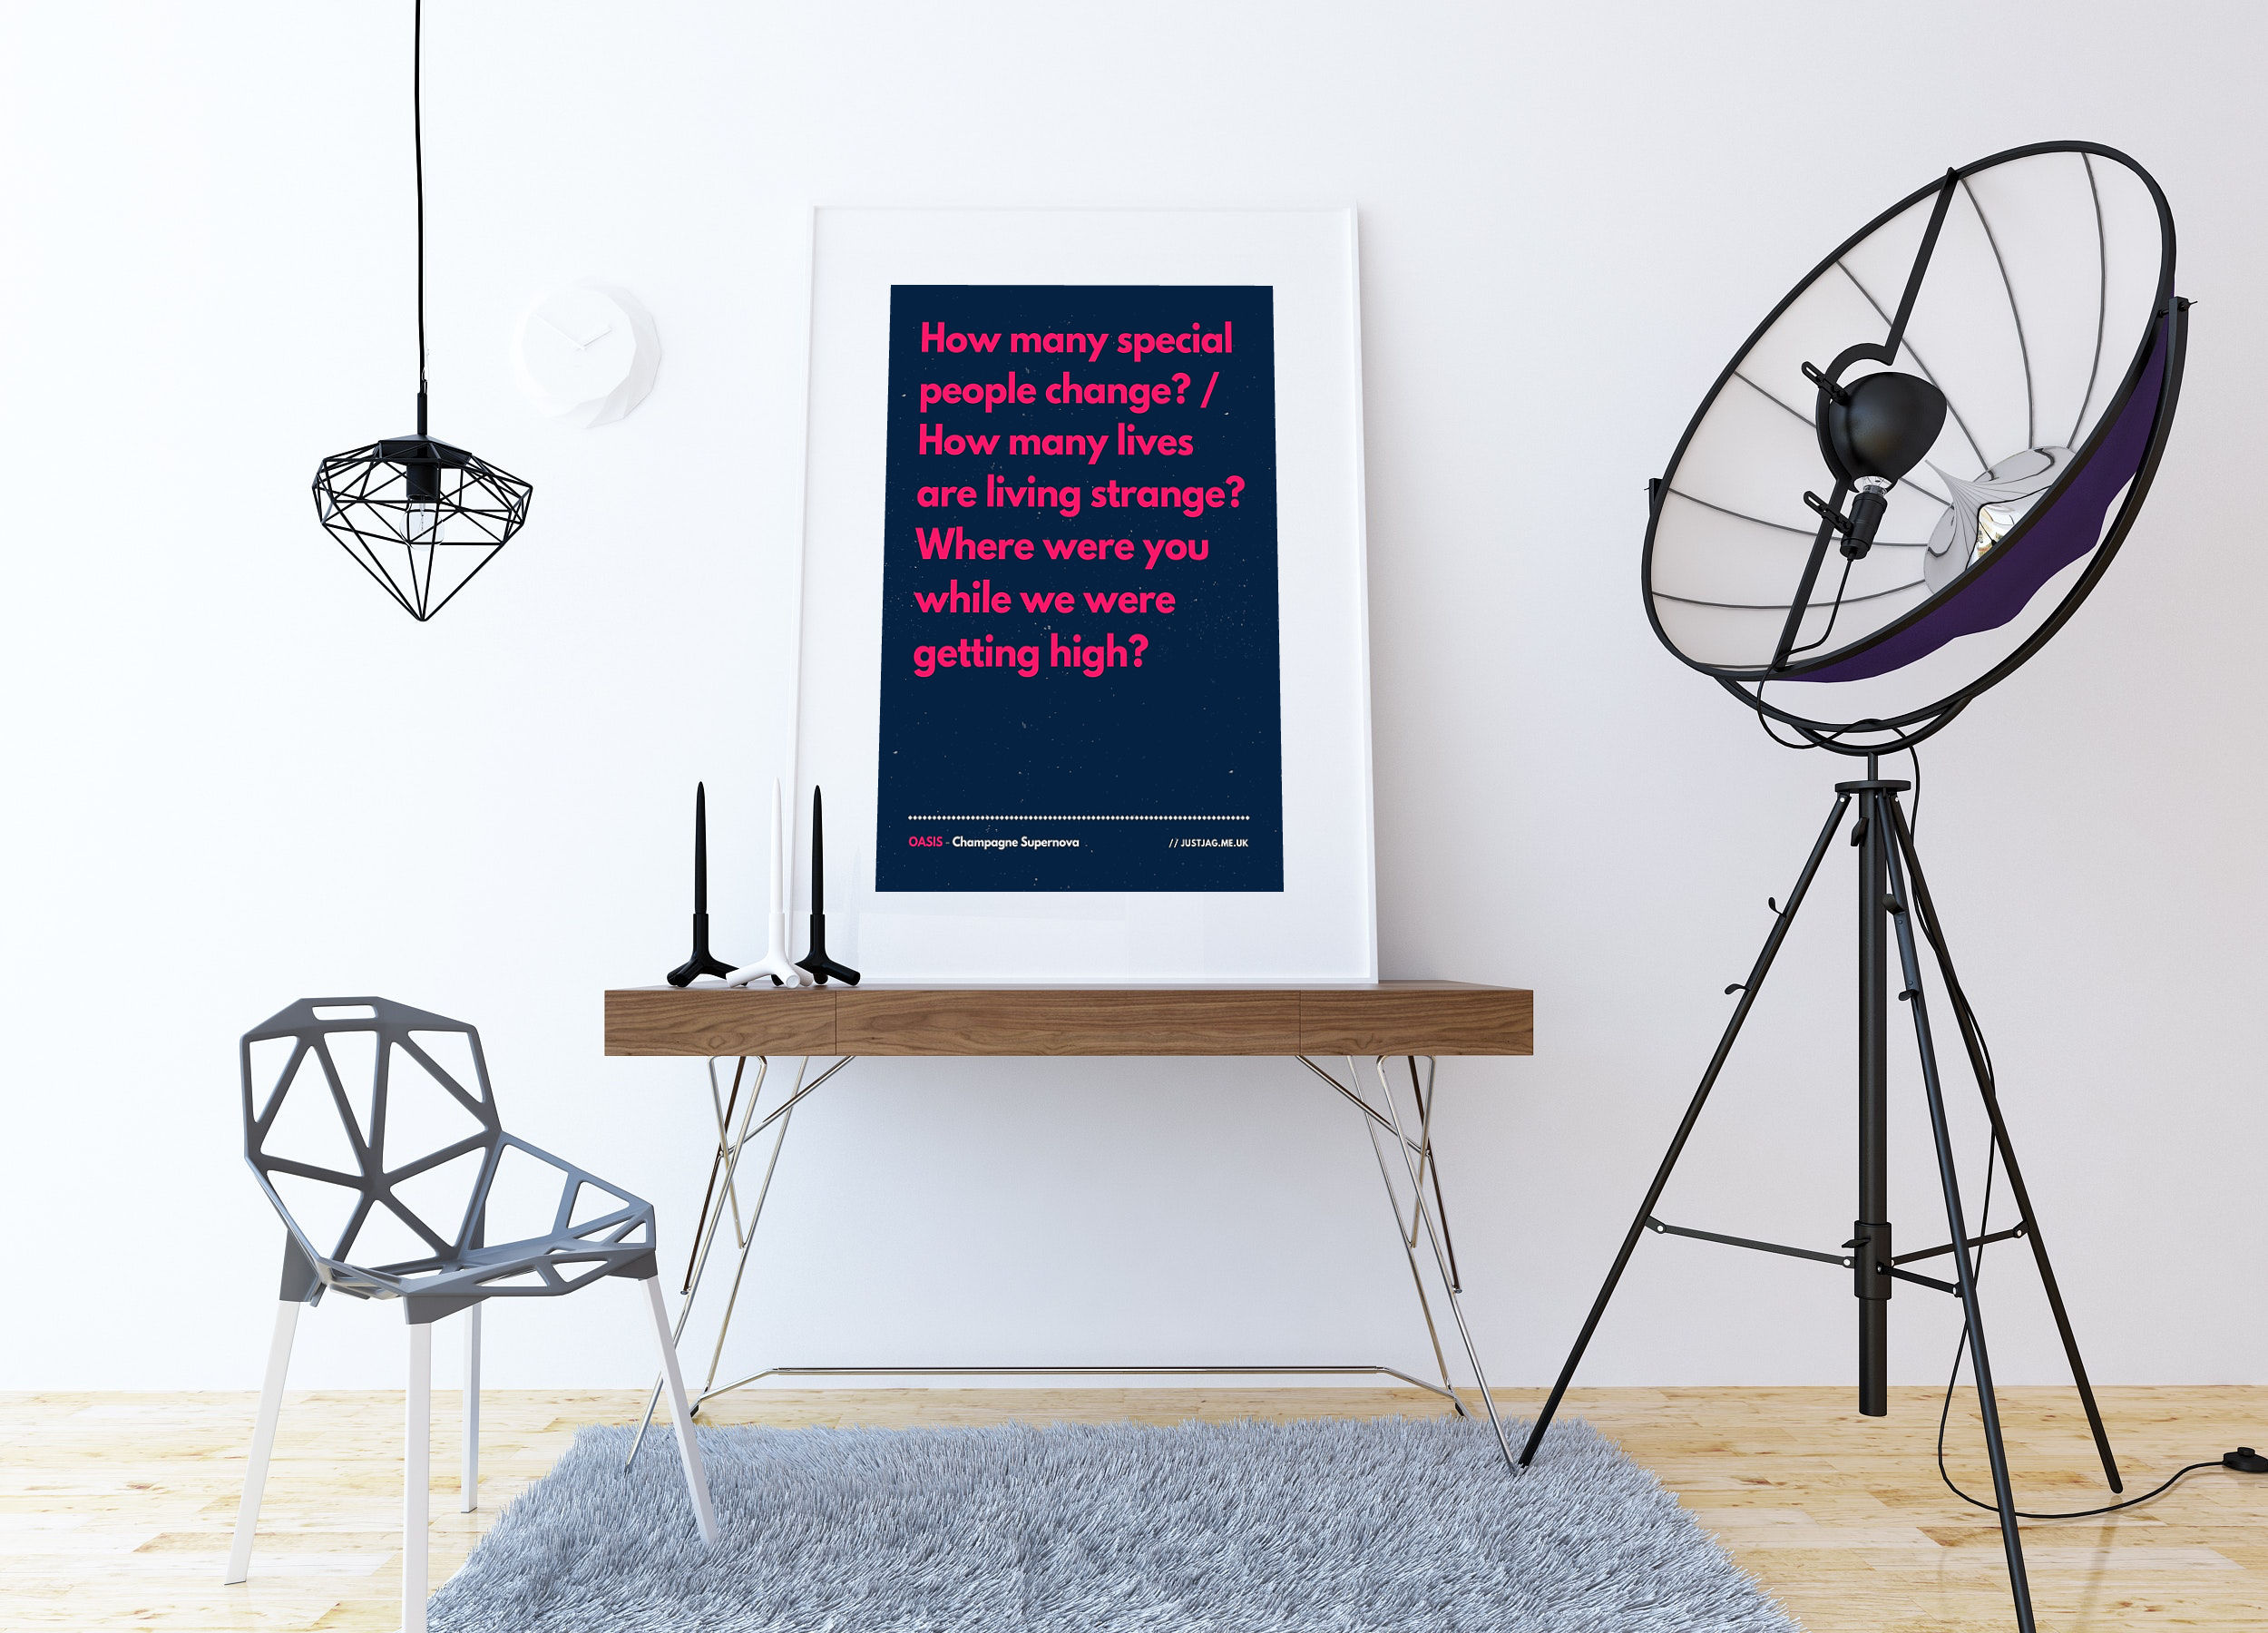 How many special
people change? /
How many lives
are living strange?
Where were you
while we were
getting high?
OASIS - Champagne Supernova
// JUSTJAG.ME.UK